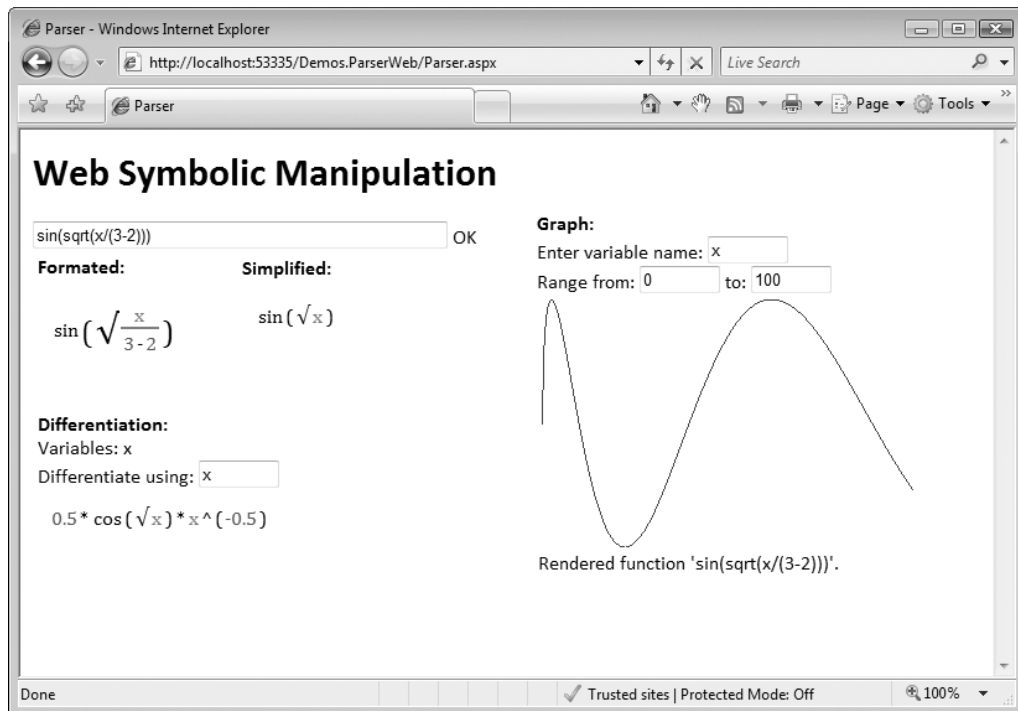 Parser - Windows Internet Explorer
http://localhost:53335/Demos.ParserWeb/Parser.aspx
Live Search
Parser
Page
Tools
Web Symbolic Manipulation
sin(sqrt(x/(3-2))) OK
Formated: Simplified:
sin(√x/3-2) sin(√x)
Differentiation:
Variables: x
Differentiate using: x
0.5* cos(√x)*x^(-0.5)
Graph:
Enter variable name: x
Range from: 0 to: 100
Rendered function 'sin(sqrt(x/(3-2)))'.
Done
Trusted sites | Protected Mode: Off
100%